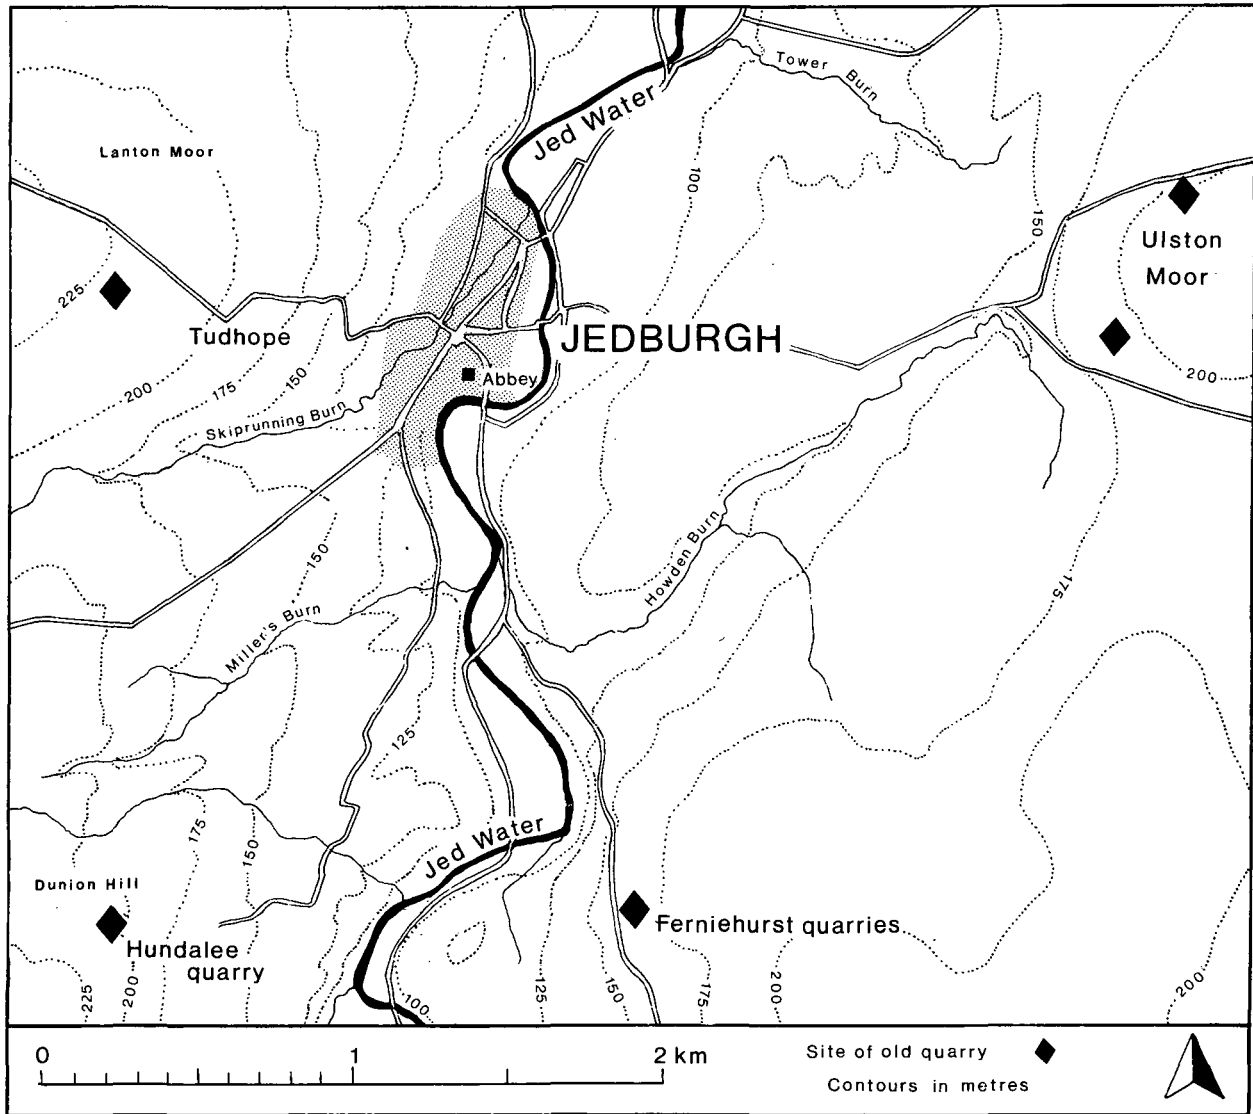 Tower Burn
Jed Water
Lanton Moor
100
150
Ulston
Moor
225
Tudhope
JEDBURGH
150
175
200
Abbey
200
Skiprunning Burn
150
Howden Burn
175
Miller's Burn
125
Jed Water
175
150
Dunion Hill
Hundalee
quarry
Ferniehurst quarries
225
200
100
125
150
175
200
200
0
1
2 km
Site of old quarry
Contours in metres